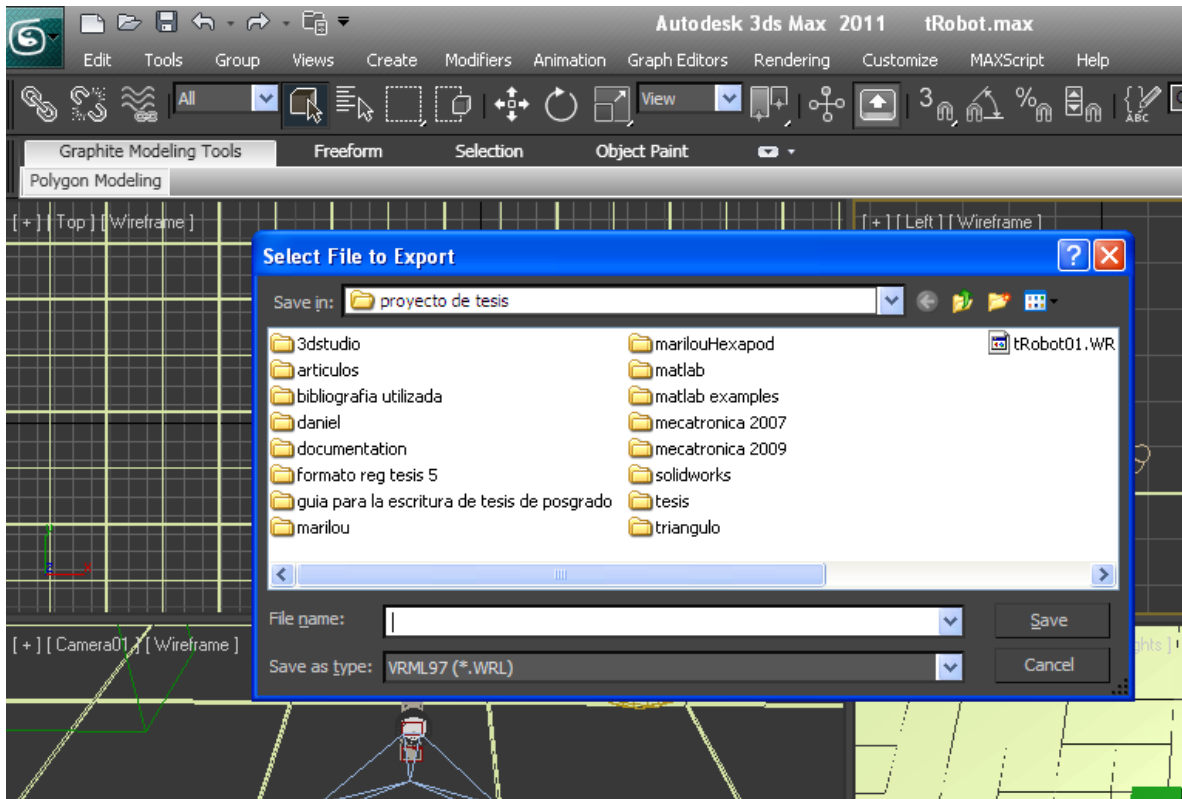 Autodesk 3ds Max 2011 tRobot.max
Edit Tools Group Views Create Modifiers Animation Graph Editors Rendering Customize MAXScript Help
All
View
3
%
ABC
Graphite Modeling Tools Freeform Selection Object Paint
Polygon Modeling
[ + ] [ Top ] [ Wireframe ]
[ + ] [ Left ] [ Wireframe ]
Select File to Export
Save in: proyecto de tesis
3dstudio
articulos
bibliografia utilizada
daniel
documentation
formato reg tesis 5
guia para la escritura de tesis de posgrado
marilou
marilouHexapod
matlab
matlab examples
mecatronica 2007
mecatronica 2009
solidworks
tesis
triangulo
tRobot01.WR
File name:
Save
Save as type: VRML97 (*.WRL)
Cancel
[ + ] [ Camera01 ] [ Wireframe ]
ghts ]